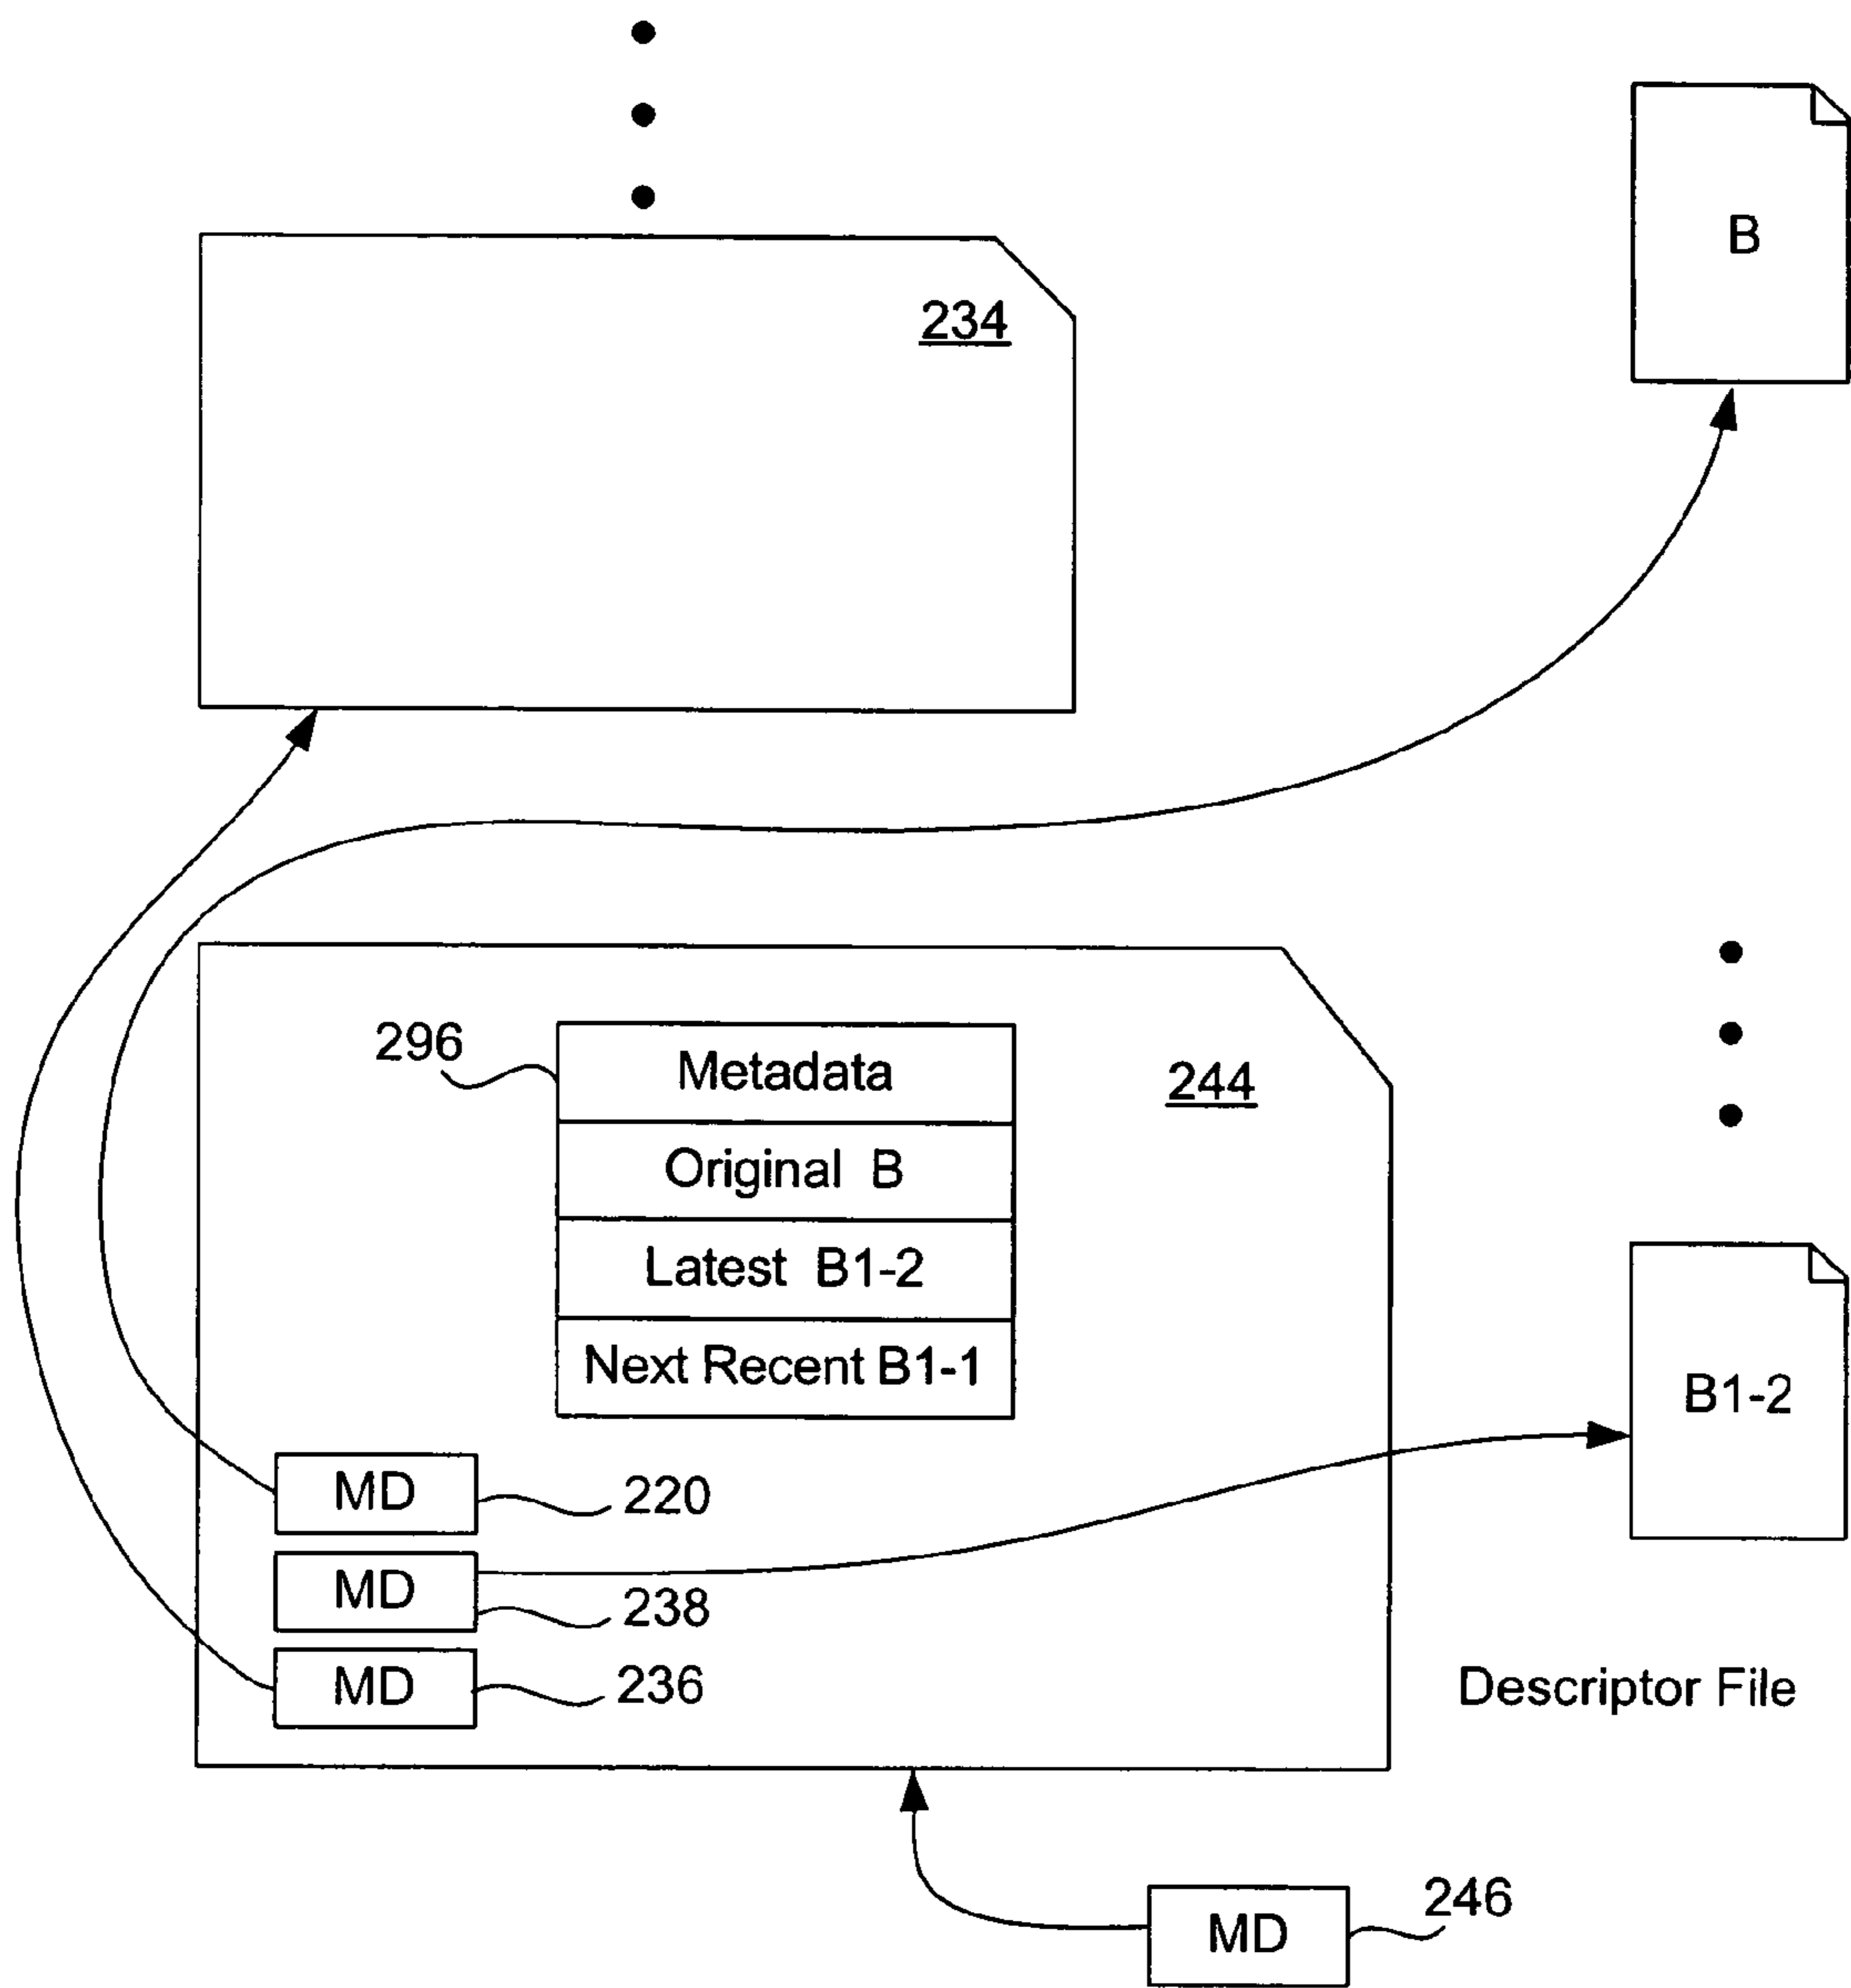 B
234
296
Metadata
244
Original B
Latest B1-2
Next Recent B1-1
B1-2
MD
220
MD
238
MD
236
Descriptor File
MD
246